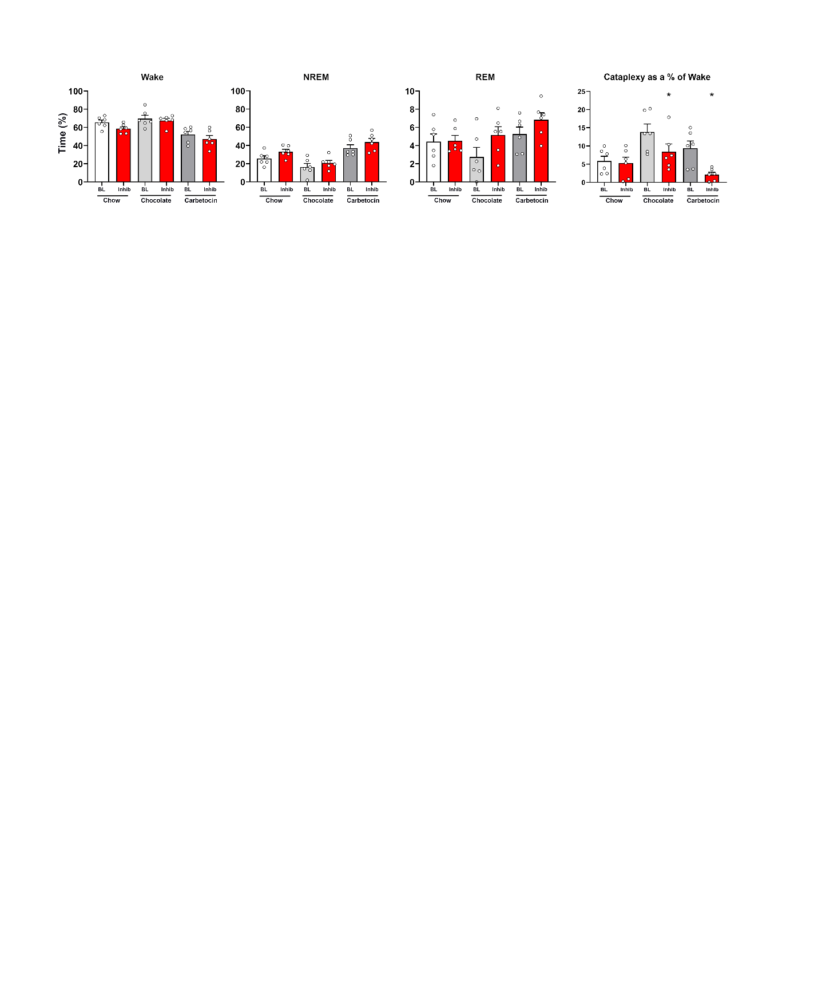 Wake
Time (%)
100
80
60
40
20
0
BL Inhib BL Inhib BL Inhib
Chow Chocolate Carbetocin
NREM
100
80
60
40
20
0
BL Inhib BL Inhib BL Inhib
Chow Chocolate Carbetocin
REM
10
8
6
4
2
0
BL Inhib BL Inhib BL Inhib
Chow Chocolate Carbetocin
Cataplexy as a % of Wake
* *
25
20
15
10
5
0
BL Inhib BL Inhib BL Inhib
Chow Chocolate Carbetocin